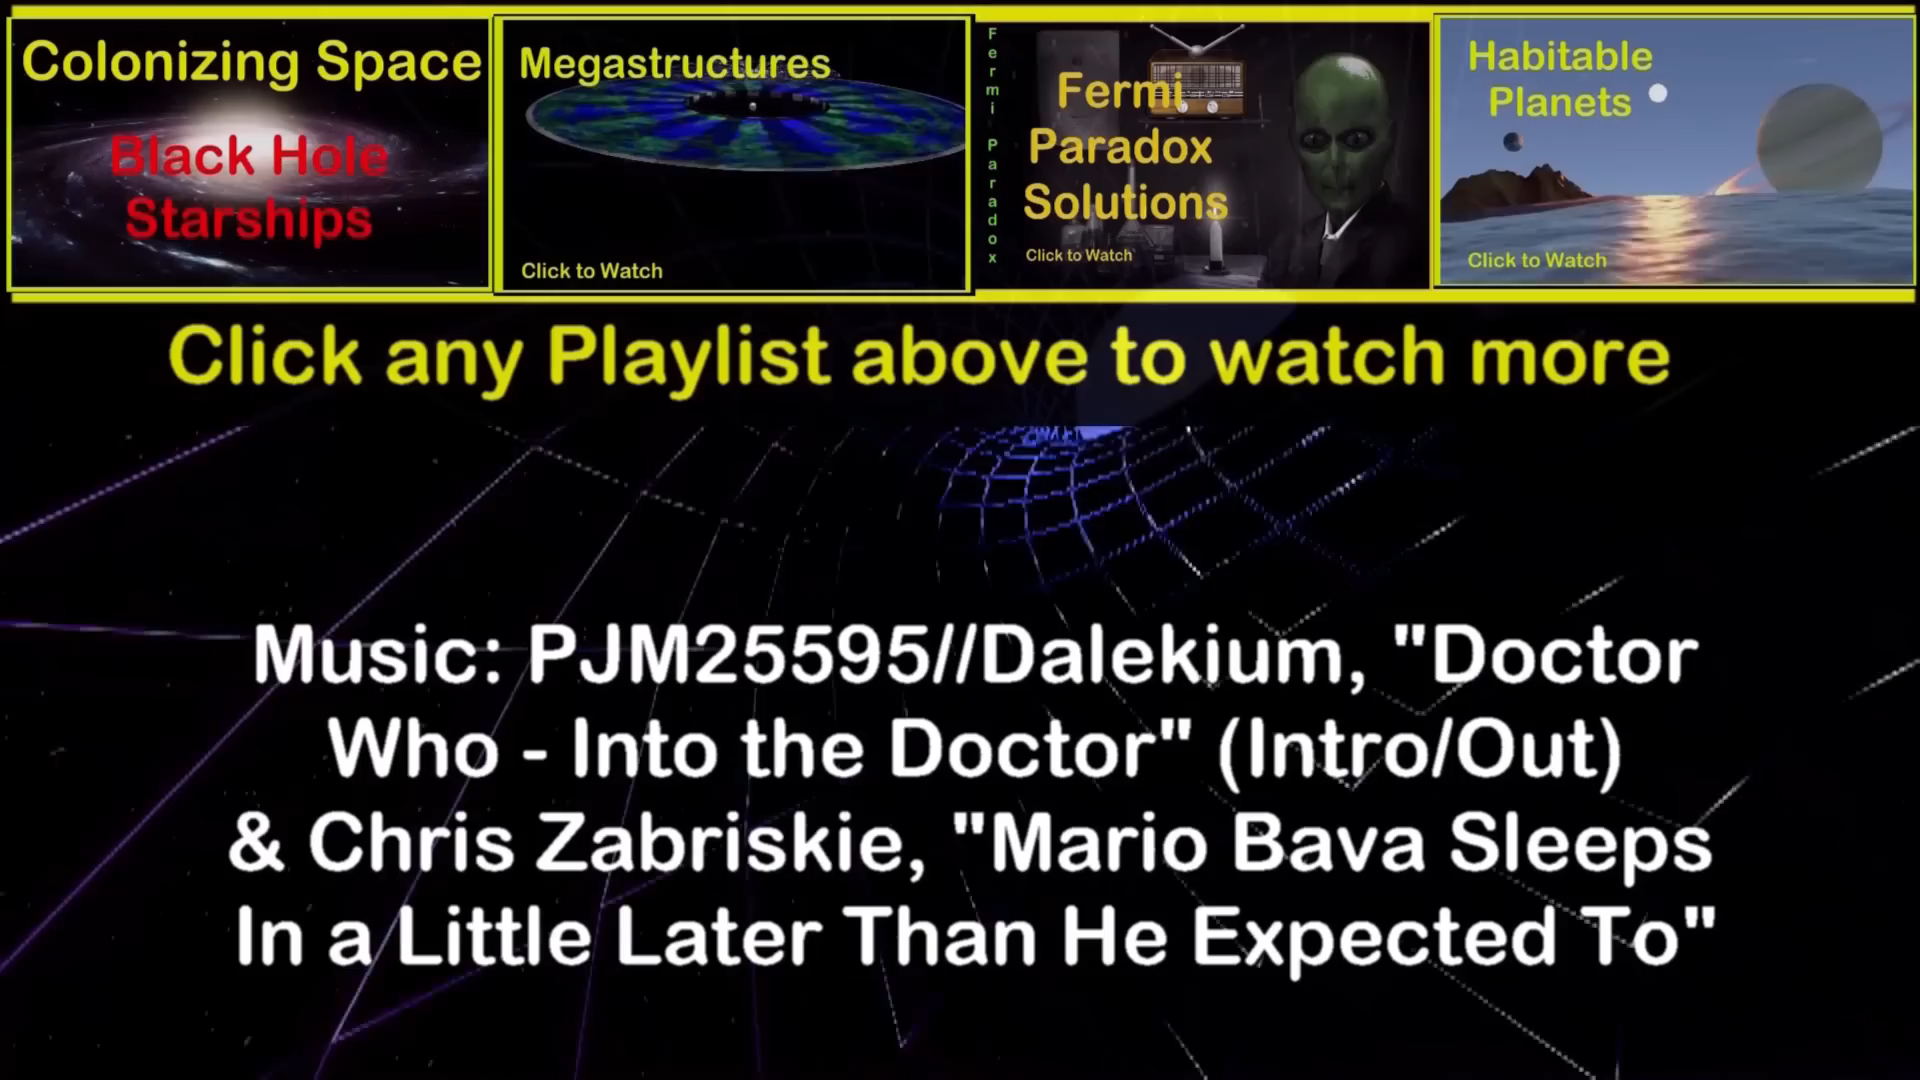 Colonizing Space
Black Hole
Starships
Megastructures
Click to Watch
Fermi Paradox
Fermi
Paradox
Solutions
Click to Watch
Habitable
Planets
Click to Watch
Click any Playlist above to watch more
Music: PJM25595//Dalekium, "Doctor
Who - Into the Doctor" (Intro/Out)
& Chris Zabriskie, "Mario Bava Sleeps
In a Little Later Than He Expected To"